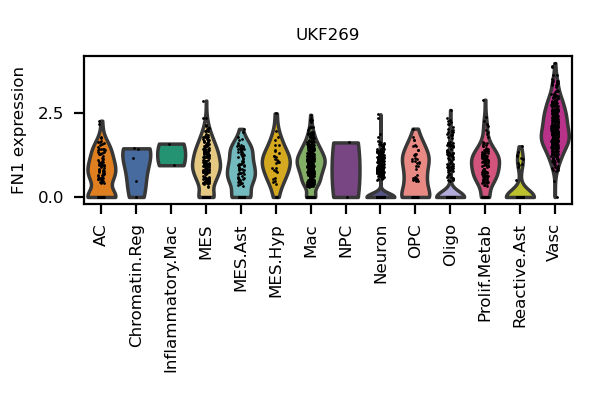 UKF269
FN1 expression
2.5
0.0
AC
Chromatin.Reg
Inflammatory.Mac
MES
MES.Ast
MES.Hyp
Mac
NPC
Neuron
OPC
Oligo
Prolif.Metab
Reactive.Ast
Vasc